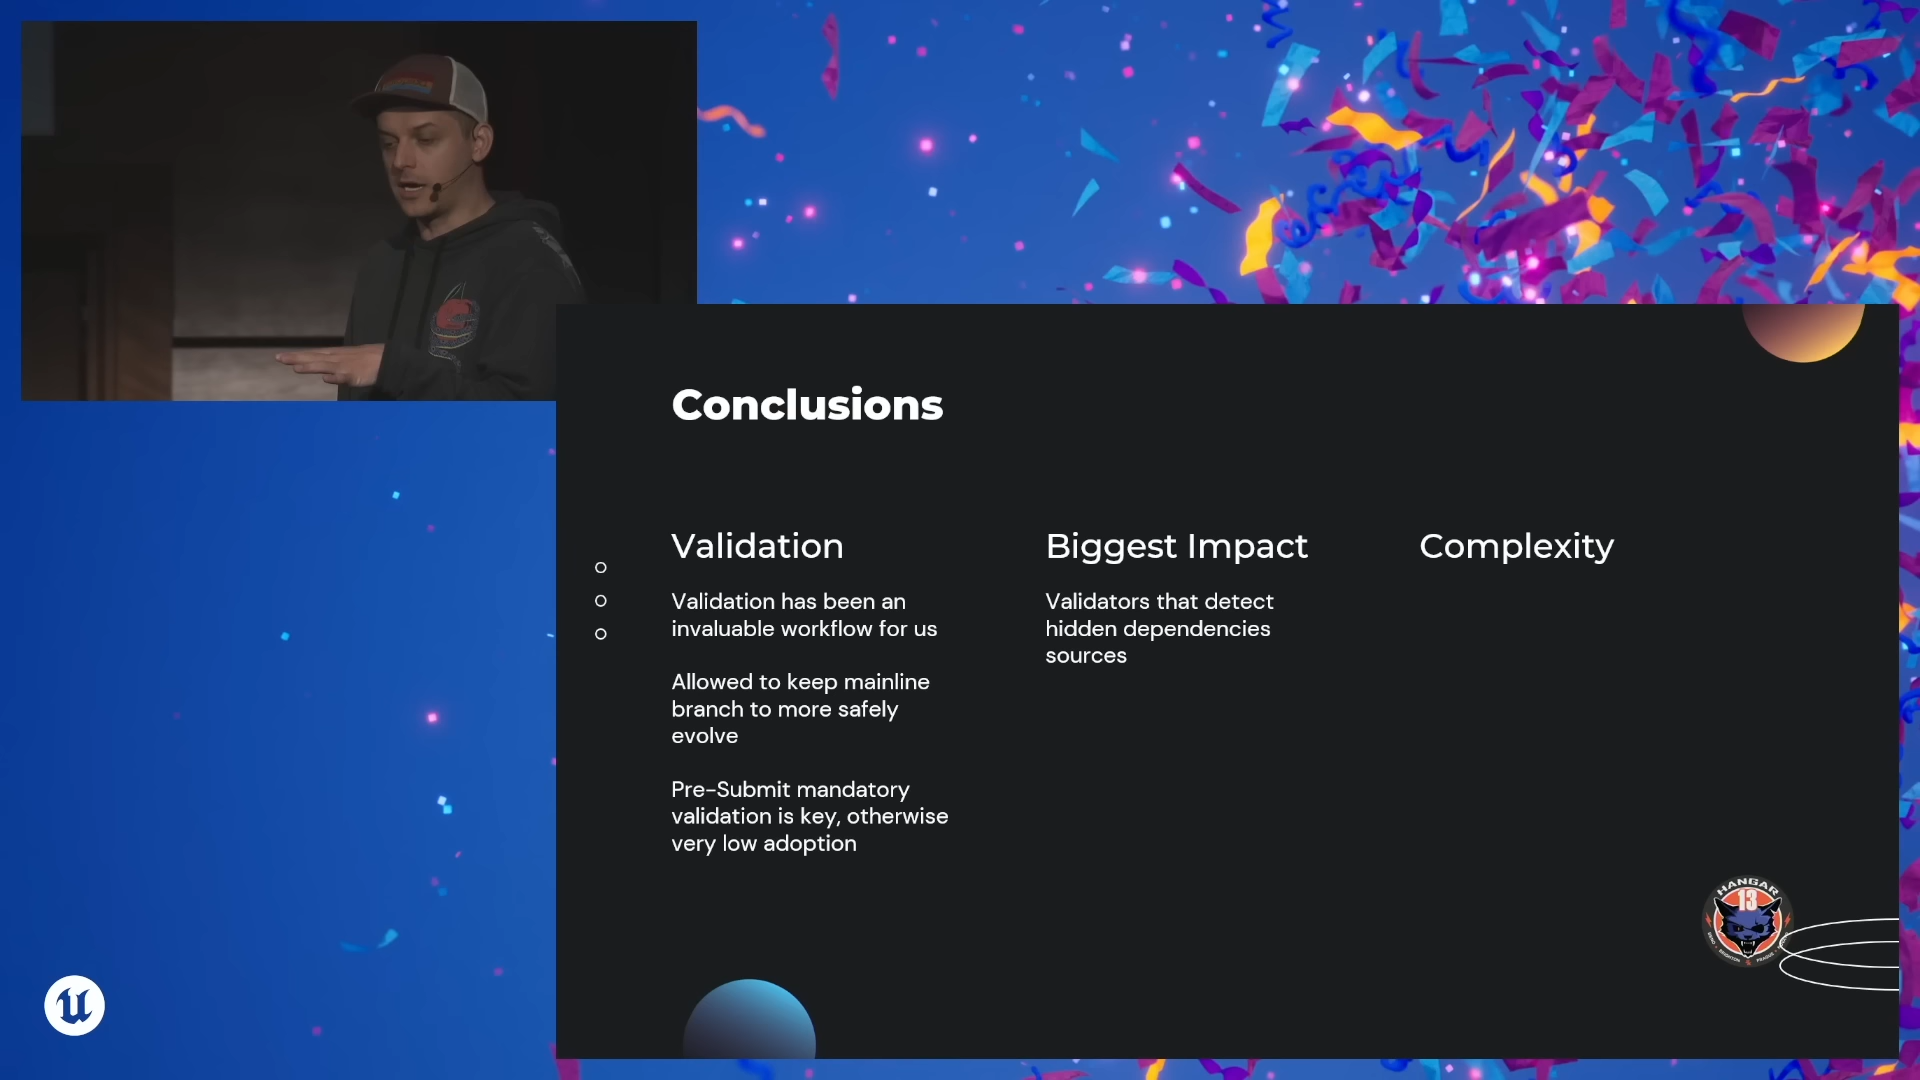 Conclusions
Validation
Validation has been an
invaluable workflow for us
Allowed to keep mainline
branch to more safely
evolve
Pre-Submit mandatory
validation is key, otherwise
very low adoption
Biggest Impact
Validators that detect
hidden dependencies
sources
Complexity
HANGAR
13